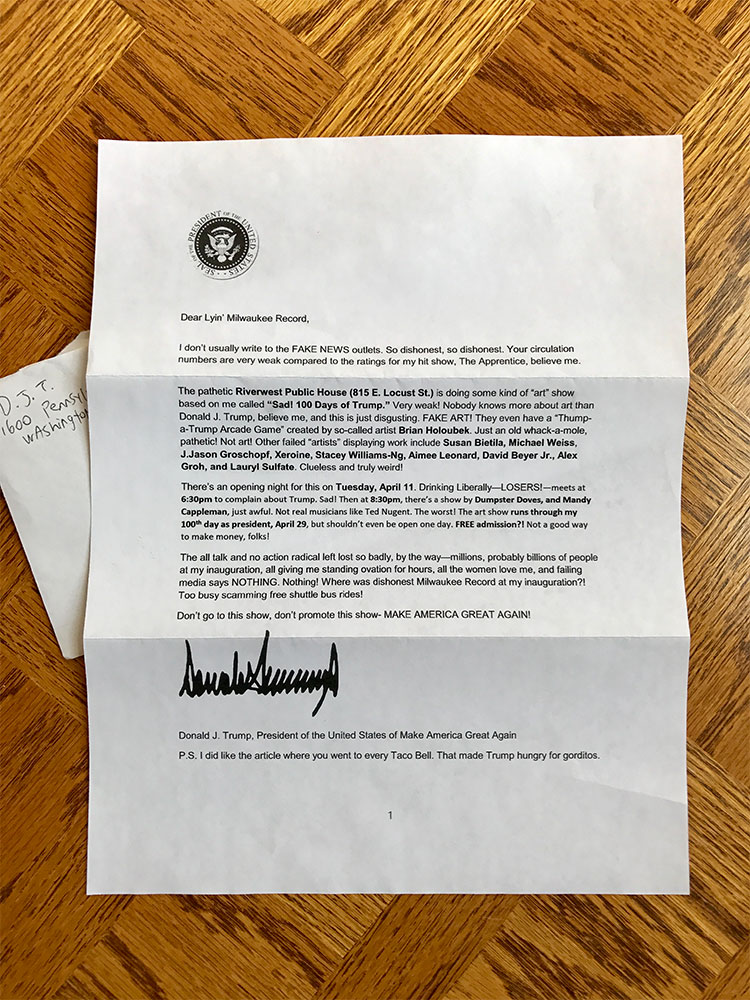 SEAL OF THE PRESIDENT OF THE UNITED STATES
Dear Lyin' Milwaukee Record,
I don't usually write to the FAKE NEWS outlets. So dishonest, so dishonest. Your circulation
numbers are very weak compared to the ratings for my hit show, The Apprentice, believe me.
The pathetic Riverwest Public House (815 E. Locust St.) is doing some kind of "art" show
based on me called "Sad! 100 Days of Trump." Very weak! Nobody knows more about art than
Donald J. Trump, believe me, and this is just disgusting. FAKE ART! They even have a "Thump-
a-Trump Arcade Game" created by so-called artist Brian Holoubek. Just an old whack-a-mole,
pathetic! Not art! Other failed "artists" displaying work include Susan Bietila, Michael Weiss,
J.Jason Groschopf, Xeroine, Stacey Williams-Ng, Aimee Leonard, David Beyer Jr., Alex
Groh, and Lauryl Sulfate. Clueless and truly weird!
There's an opening night for this on Tuesday, April 11. Drinking Liberally—LOSERS!—meets at
6:30pm to complain about Trump. Sad! Then at 8:30pm, there's a show by Dumpster Doves, and Mandy
Cappleman, just awful. Not real musicians like Ted Nugent. The worst! The art show runs through my
100th day as president, April 29, but shouldn't even be open one day. FREE admission?! Not a good way
to make money, folks!
The all talk and no action radical left lost so badly, by the way—millions, probably billions of people
at my inauguration, all giving me standing ovation for hours, all the women love me, and failing
media says NOTHING. Nothing! Where was dishonest Milwaukee Record at my inauguration?!
Too busy scamming free shuttle bus rides!
Don't go to this show, don't promote this show- MAKE AMERICA GREAT AGAIN!
Donald J. Trump, President of the United States of Make America Great Again
P.S. I did like the article where you went to every Taco Bell. That made Trump hungry for gorditos.
1
D.J.T.
1600 Pennsyl
Washington